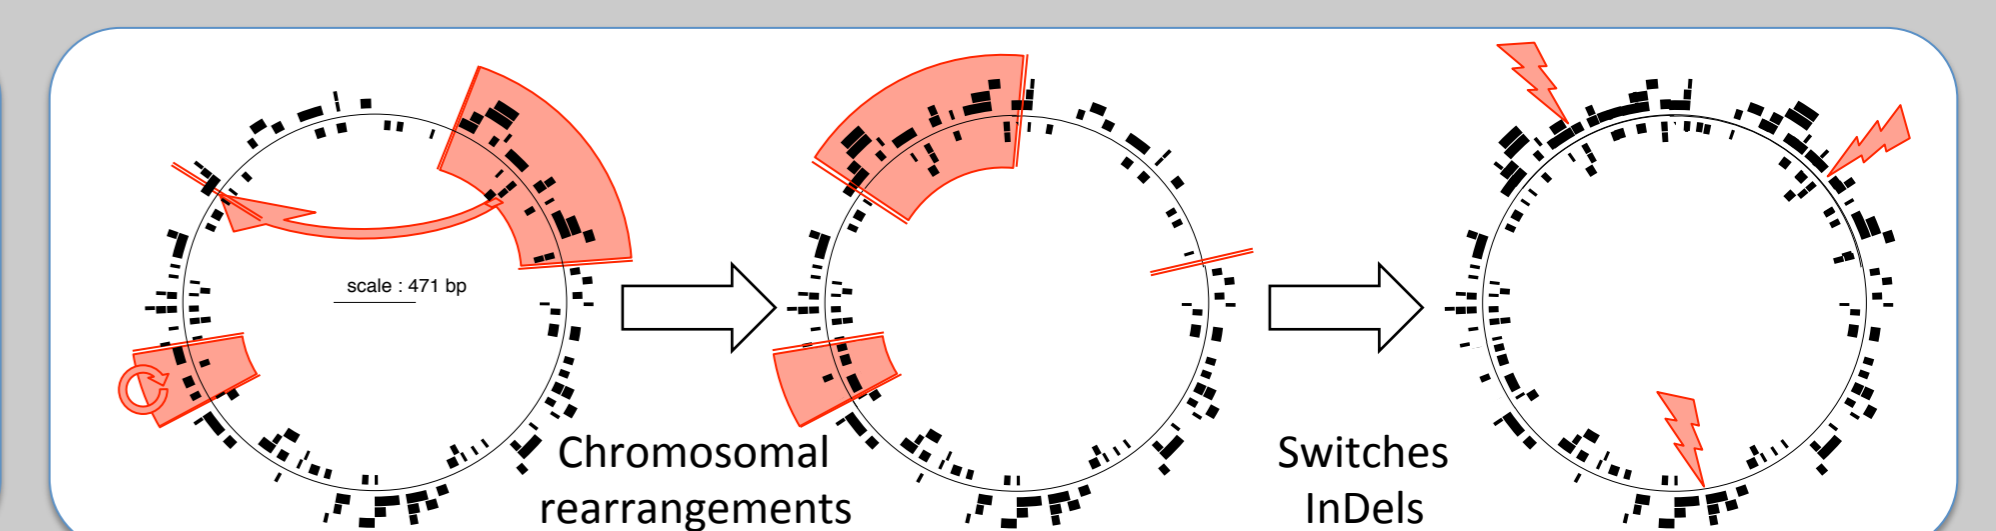 scale : 471 bp
Chromosomal
rearrangements
Switches
InDels